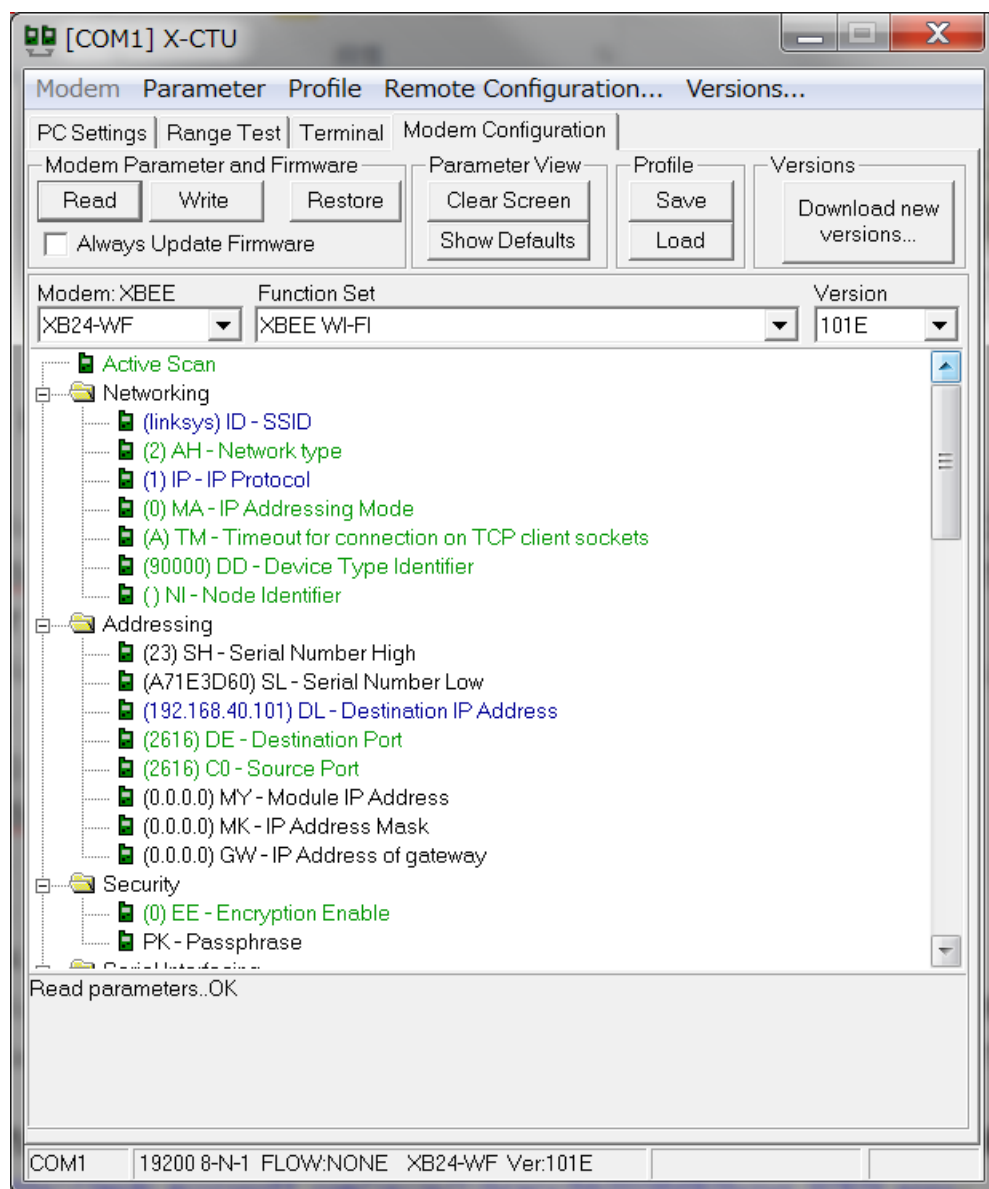 [COM1] X-CTU
Modem Parameter Profile Remote Configuration... Versions...
PC Settings Range Test Terminal Modem Configuration
Modem Parameter and Firmware Parameter View Profile Versions
Read Write Restore Clear Screen Save Download new versions...
Always Update Firmware Show Defaults Load
Modem: XBEE Function Set Version
XB24-WF XBEE WI-FI 101E
Active Scan
Networking
(linksys) ID - SSID
(2) AH - Network type
(1) IP - IP Protocol
(0) MA - IP Addressing Mode
(A) TM - Timeout for connection on TCP client sockets
(90000) DD - Device Type Identifier
() NI - Node Identifier
Addressing
(23) SH - Serial Number High
(A71E3D60) SL - Serial Number Low
(192.168.40.101) DL - Destination IP Address
(2616) DE - Destination Port
(2616) C0 - Source Port
(0.0.0.0) MY - Module IP Address
(0.0.0.0) MK - IP Address Mask
(0.0.0.0) GW - IP Address of gateway
Security
(0) EE - Encryption Enable
PK - Passphrase
Read parameters..OK
COM1 19200 8-N-1 FLOW:NONE XB24-WF Ver:101E